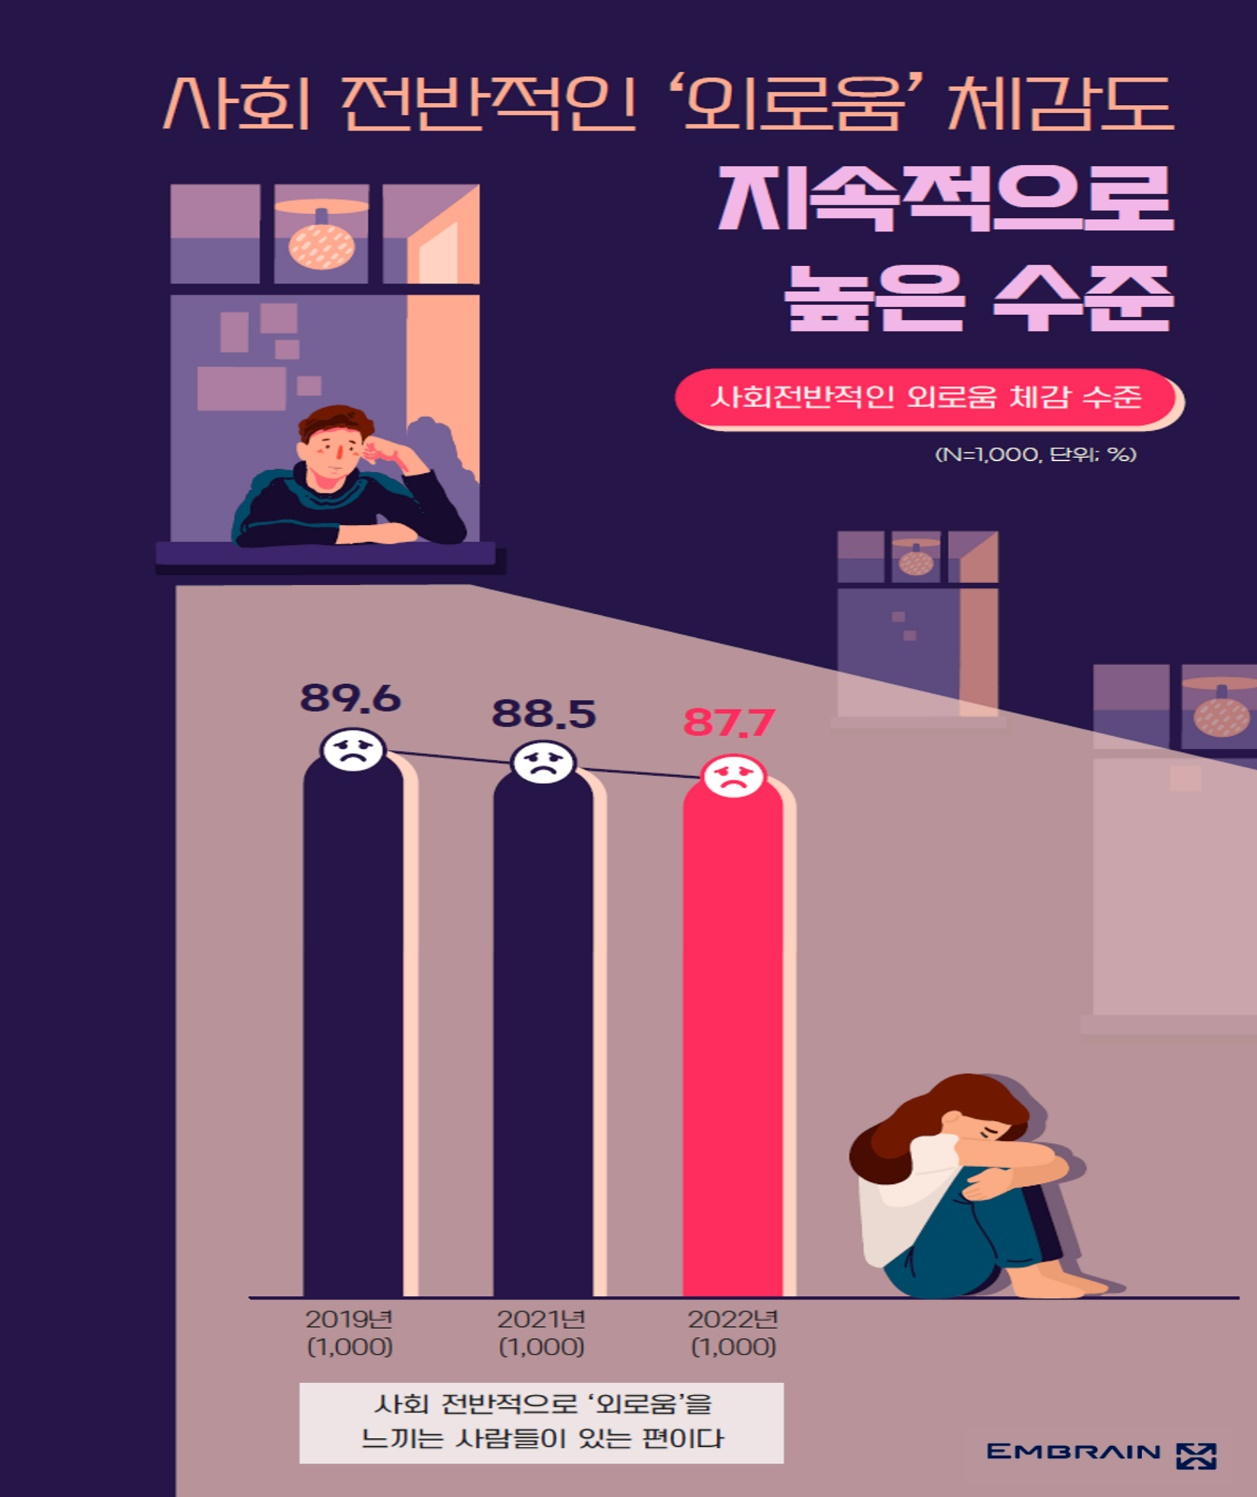 사회 전반적인 ‘외로움’ 체감도
지속적으로
높은 수준
사회전반적인 외로움 체감 수준
(N=1,000, 단위; %)
89.6
88.5
87.7
2019년
(1,000)
2021년
(1,000)
2022년
(1,000)
사회 전반적으로 ‘외로움’을
느끼는 사람들이 있는 편이다
EMBRAIN